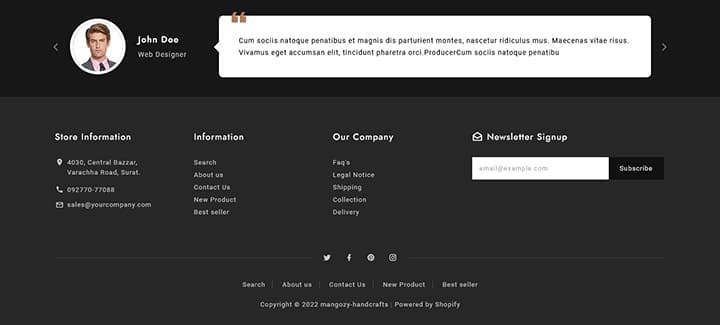 John Doe
Web Designer
Cum sociis natoque penatibus et magnis dis parturient montes, nascetur ridiculus mus. Maecenas vitae risus.
Vivamus eget accumsan elit, tincidunt pharetra orci.ProducerCum sociis natoque penatibu
Store Information
4030, Central Bazzar,
Varachha Road, Surat.
092770-77088
sales@yourcompany.com
Information
Search
About us
Contact Us
New Product
Best seller
Our Company
Faq's
Legal Notice
Shipping
Collection
Delivery
Newsletter Signup
email@example.com
Subscribe
Search | About us | Contact Us | New Product | Best seller
Copyright © 2022 mangozy-handcrafts | Powered by Shopify